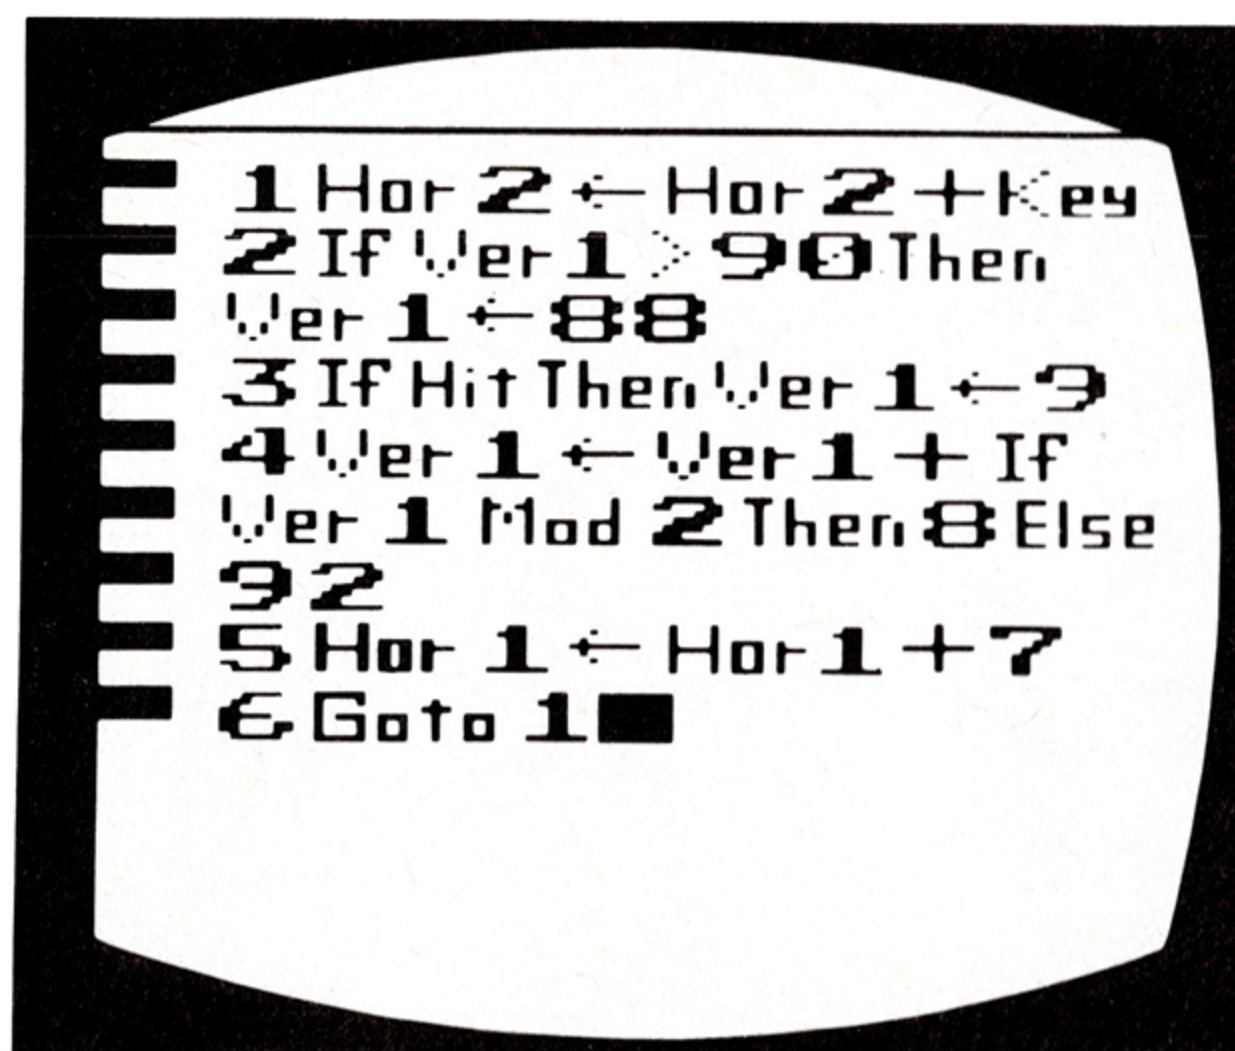 1 Hor 2 ← Hor 2 + Key
2 If Ver 1 > 90 Then
Ver 1 ← 88
3 If Hit Then Ver 1 ← 9
4 Ver 1 ← Ver 1 + If
Ver 1 Mod 2 Then 8 Else
92
5 Hor 1 ← Hor 1 + 7
6 Goto 1